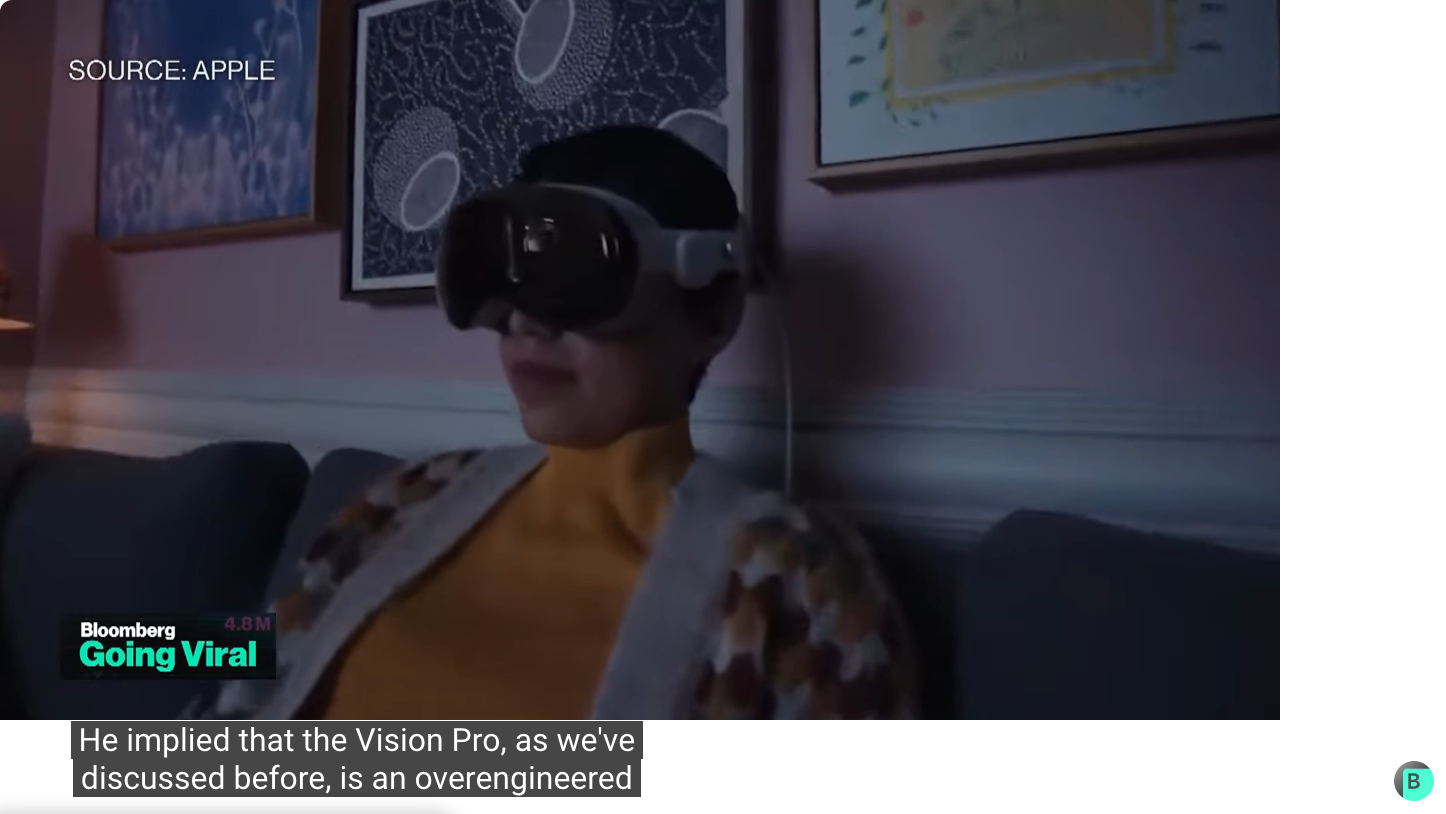 SOURCE: APPLE
Bloomberg
4.8M
Going Viral
He implied that the Vision Pro, as we've
discussed before, is an overengineered
B